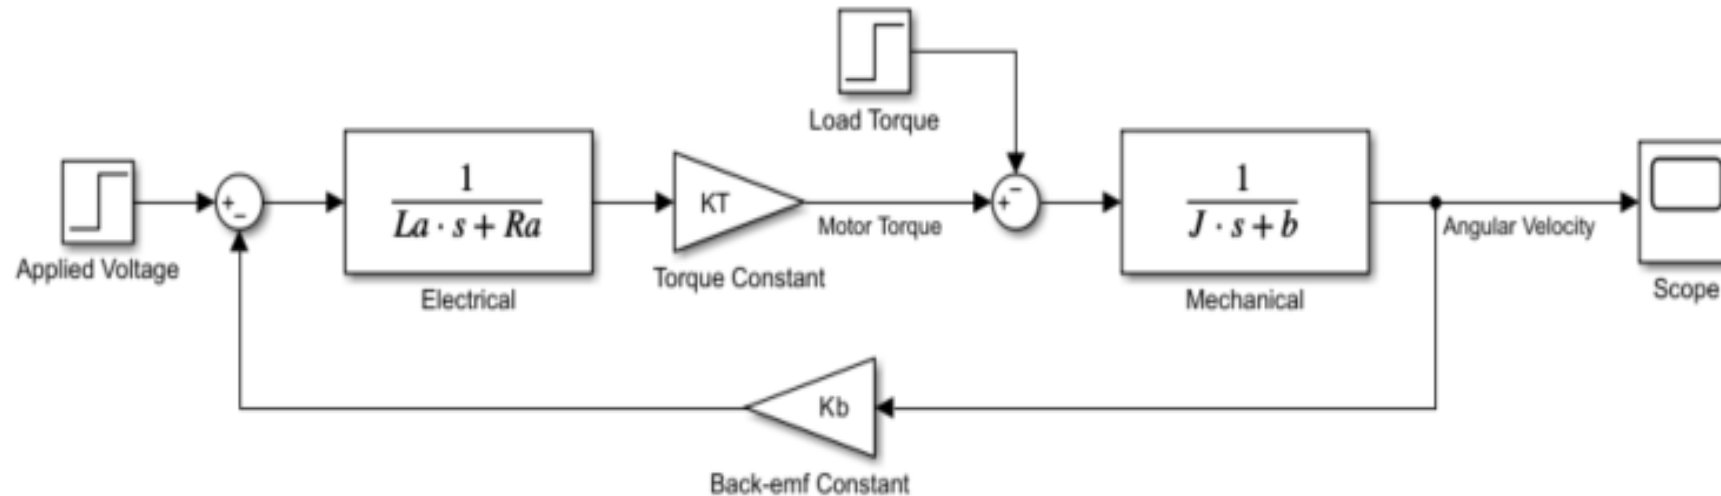 Load Torque
+
−
Applied Voltage
1
La · s + Ra
Electrical
KT
Torque Constant
Motor Torque
−
+
1
J · s + b
Mechanical
Angular Velocity
Scope
Kb
Back-emf Constant